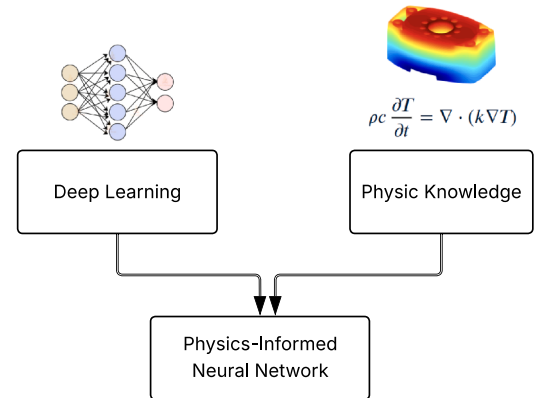 ρc ∂T/∂t = ∇ · (k∇T)
Deep Learning
Physic Knowledge
Physics-Informed
Neural Network